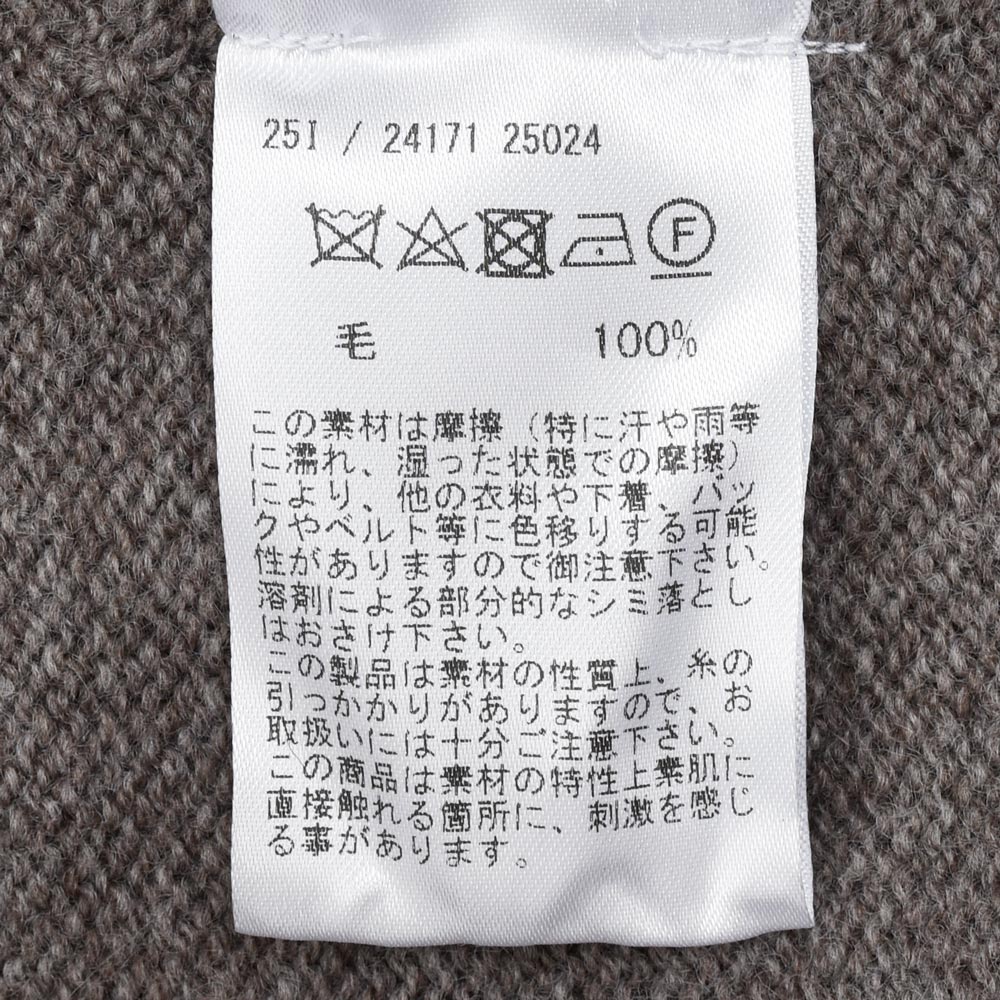 25I / 24171 25024
F
毛 100%
この素材は摩擦（特に汗や雨等
に濡れ、湿った状態での摩擦）
により、他の衣料や下着、バッ
クやベルト等に色移りする可能
性があります。で御注意下さい。
溶剤による部分的なシミ落とし
はおさけ下さい。
この製品は素材の性質上、糸の
引っかかりがありますので、お
取扱いには十分ご注意下さい。
この商品は素材の特性上素肌に
直接触れる箇所に、刺激を感じ
る事があります。